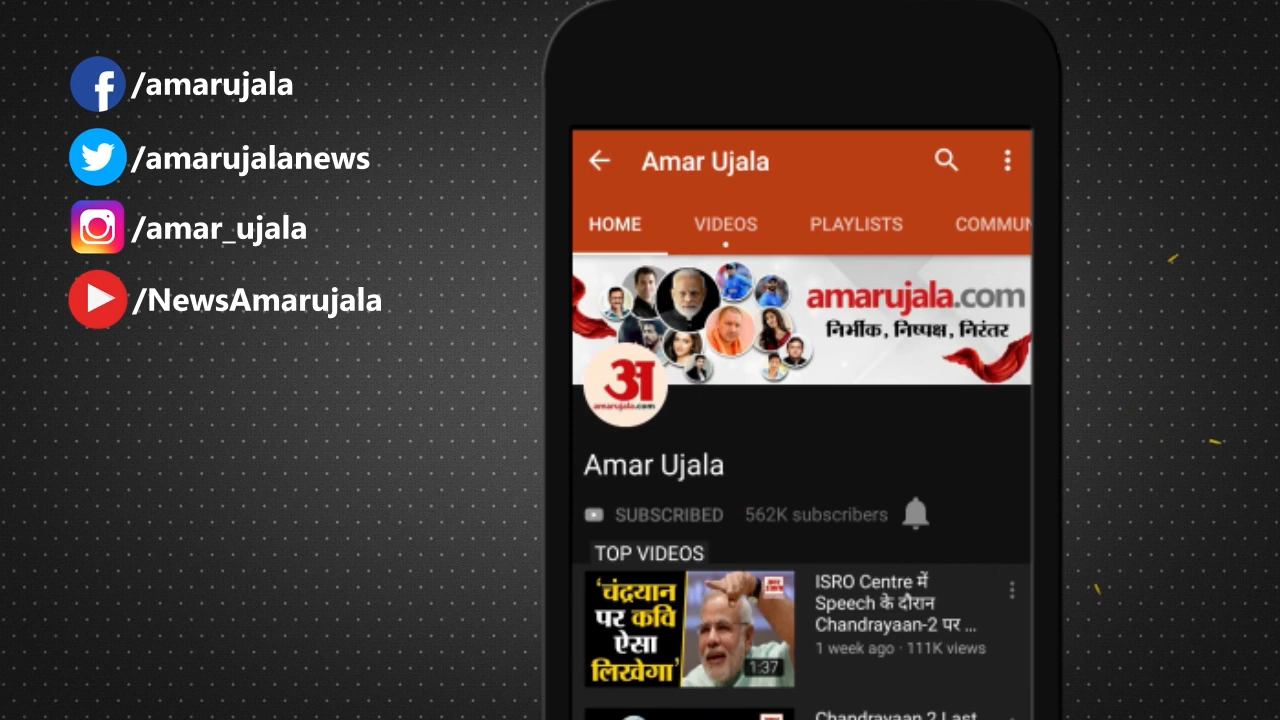 /amarujala
/amarujalanews
/amar_ujala
/NewsAmarujala
Amar Ujala
HOME VIDEOS PLAYLISTS COMMUN
amarujala.com
निर्भीक, निष्पक्ष, निरंतर
अ
amarujala.com
Amar Ujala
SUBSCRIBED 562K subscribers
TOP VIDEOS
'चंद्रयान
पर कवि
ऐसा
लिखेगा'
1:37
ISRO Centre में
Speech के दौरान
Chandrayaan-2 पर ...
1 week ago · 111K views
Chandrayaan 2 Last